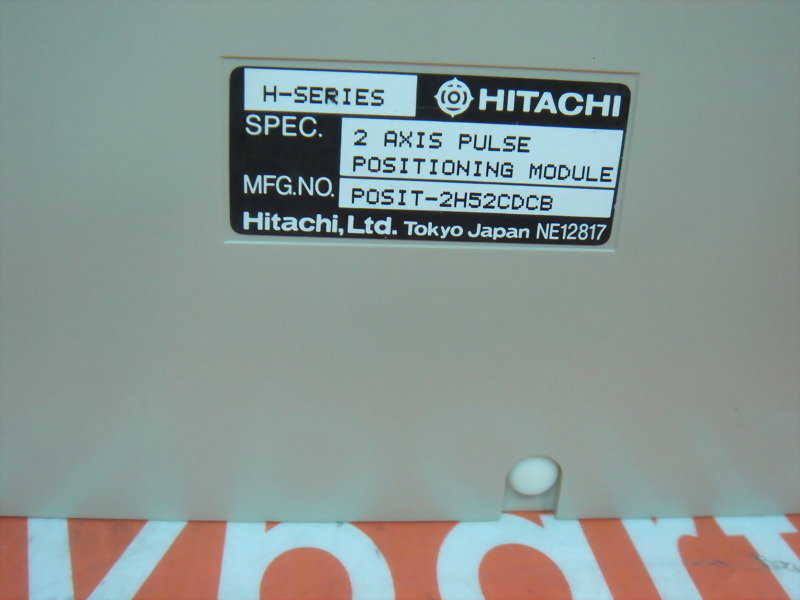 H-SERIES HITACHI
SPEC. 2 AXIS PULSE
POSITIONING MODULE
MFG.NO. POSIT-2H52CDCB
Hitachi,Ltd. Tokyo Japan NE12817